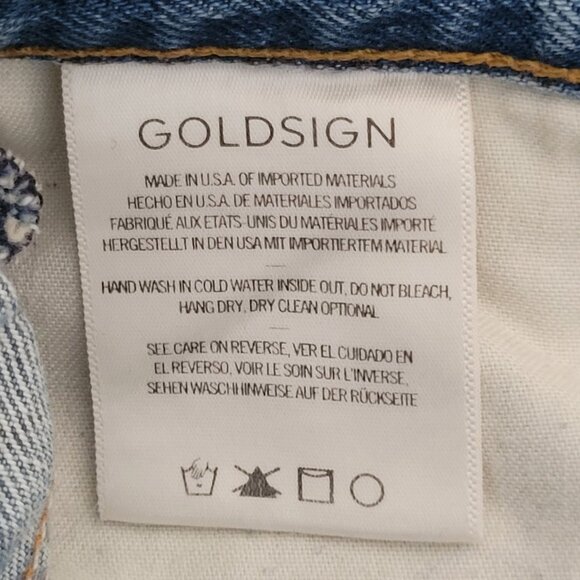 GOLDSIGN
MADE IN U.S.A. OF IMPORTED MATERIALS
HECHO EN U.S.A. DE MATERIALES IMPORTADOS
FABRIQUÉ AUX ETATS-UNIS DU MATÉRIES IMPORTÉ
HERGESTELLT IN DEN USA MIT IMPORTIERTEM MATERIAL
HAND WASH IN COLD WATER INSIDE OUT, DO NOT BLEACH,
HANG DRY, DRY CLEAN OPTIONAL
SEE CARE ON REVERSE, VER EL CUIDADO EN
EL REVERSO, VOIR LE SOIN SUR L'INVERSE,
SEHEN WASCHHINWEISE AUF DER RÜCKSEITE